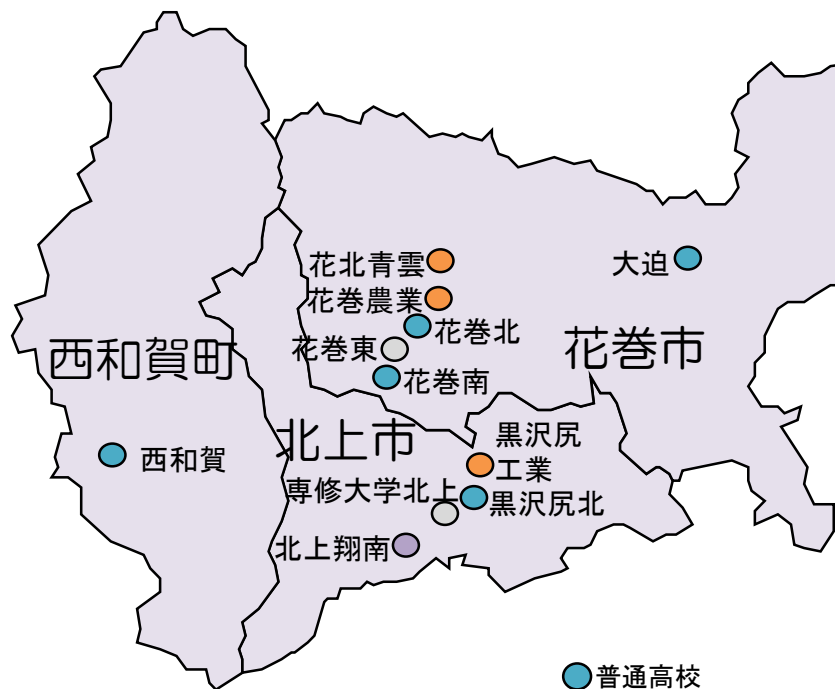 花北青雲
大迫
花巻農業
花巻北
花巻東
花巻市
西和賀町
花巻南
北上市
黒沢尻
工業
西和賀
専修大学北上
黒沢尻北
北上翔南
普通高校